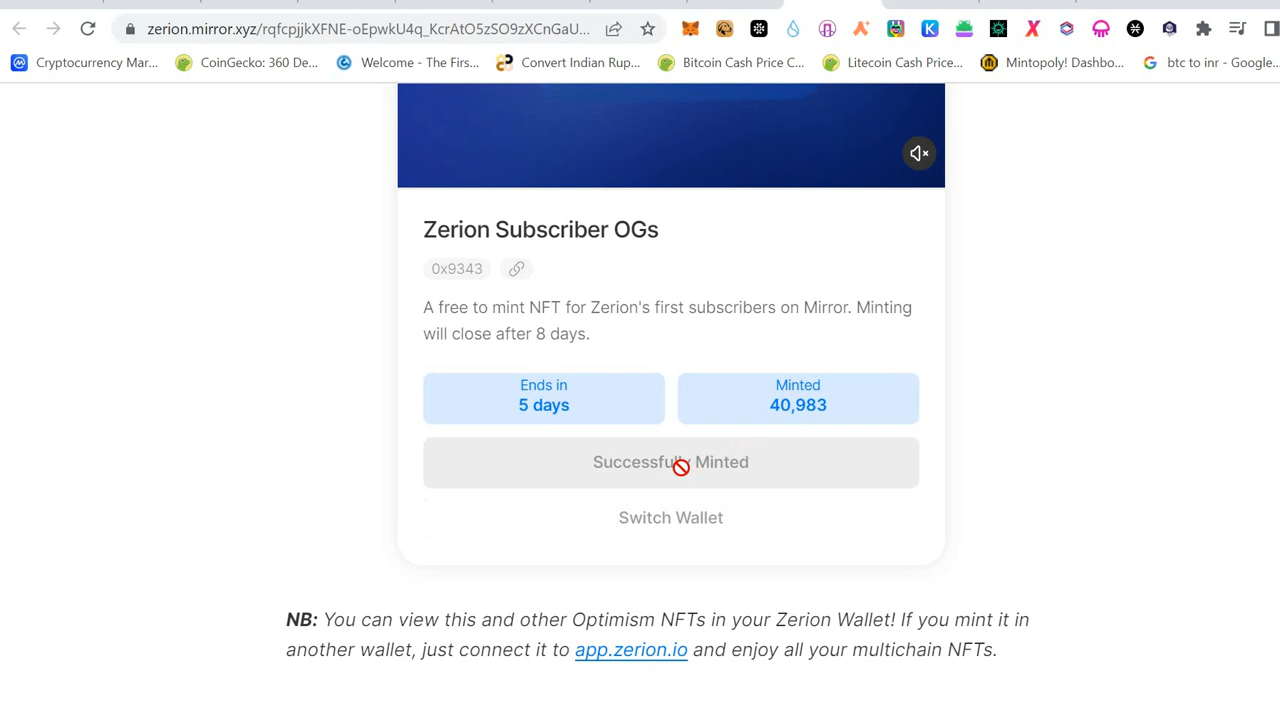 zerion.mirror.xyz/rqfcpjjkXFNE-oEpwkU4q_KcrAtO5zSO9zXCnGaU...
Cryptocurrency Mar... CoinGecko: 360 De... Welcome - The Firs... Convert Indian Rup... Bitcoin Cash Price C... Litecoin Cash Price... Mintopoly! Dashbo... btc to inr - Google...
Zerion Subscriber OGs
0x9343
A free to mint NFT for Zerion's first subscribers on Mirror. Minting
will close after 8 days.
Ends in
5 days
Minted
40,983
Successfully Minted
Switch Wallet
NB: You can view this and other Optimism NFTs in your Zerion Wallet! If you mint it in
another wallet, just connect it to app.zerion.io and enjoy all your multichain NFTs.